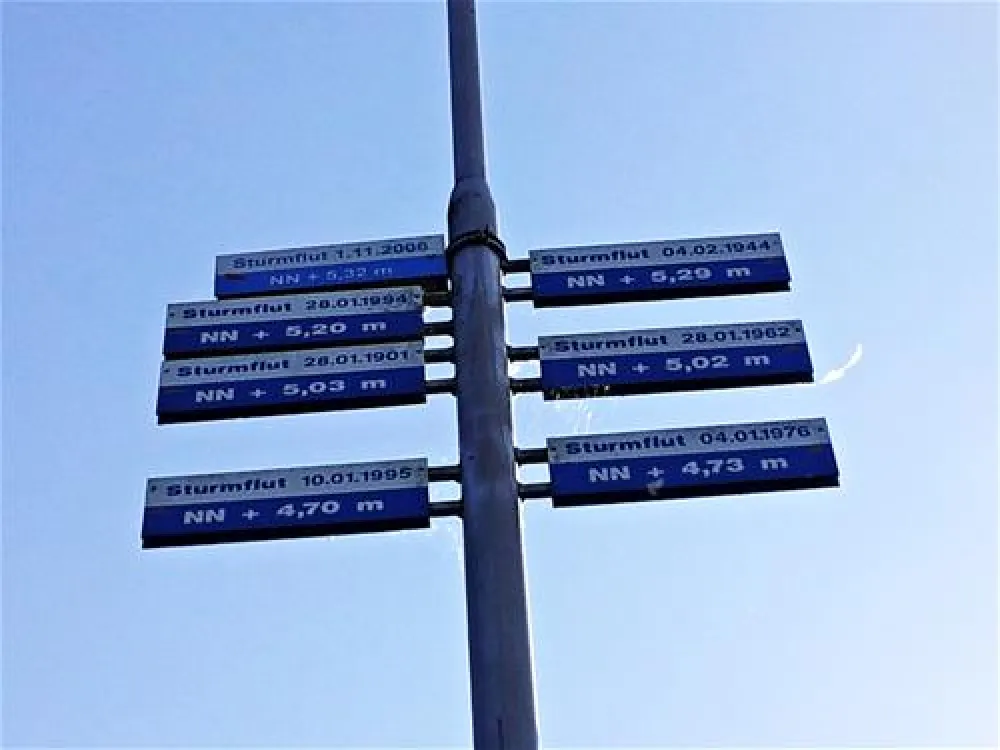 Sturmflut 1.11.2006
NN + 5,32 m
Sturmflut 04.02.1944
NN + 5,29 m
Sturmflut 28.01.1994
NN + 5,20 m
Sturmflut 28.01.1901
NN + 5,03 m
Sturmflut 28.01.1962
NN + 5,02 m
Sturmflut 04.01.1976
NN + 4,73 m
Sturmflut 10.01.1995
NN + 4,70 m